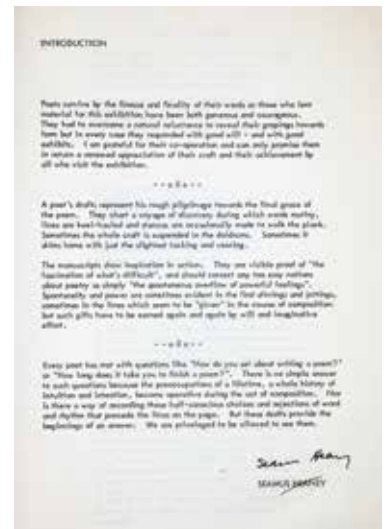 INTRODUCTION
Poets survive by the finesse and finality of their words so those who lent
material for this exhibition have been both generous and courageous.
They had to overcome a natural reluctance to reveal their gropings towards
form but in every case they responded with good will - and with good
exhibits. I am grateful for their co-operation and can only promise them
in return a renewed appreciation of their craft and their achievement by
all who visit the exhibition.
--oOo--
A poet's drafts represent his rough pilgrimage towards the final grace of
the poem. They chart a voyage of discovery during which words mutiny,
lines are keel-hauled and stanzas are occasionally made to walk the plank.
Sometimes the whole craft is suspended in the doldrums. Sometimes it
skims home with just the slightest tacking and veering.
The manuscripts show inspiration in action. They are visible proof of "the
fascination of what's difficult", and should correct any too easy notions
about poetry as simply "the spontaneous overflow of powerful feelings".
Spontaneity and power are sometimes evident in the first stirrings and jottings,
sometimes in the lines which seem to be "given" in the course of composition,
but such gifts have to be earned again and again by will and imaginative
effort.
--oOo--
Every poet has met with questions like "How do you set about writing a poem?"
or "How long does it take you to finish a poem?". There is no simple answer
to such questions because the preoccupations of a lifetime, a whole history of
intuition and intention, become operative during the act of composition. Nor
is there a way of recording those half-conscious choices and rejections of word
and rhythm that precede the lines on the page. But these drafts provide the
beginnings of an answer. We are privileged to be allowed to see them.
Seamus Heaney
SEAMUS HEANEY